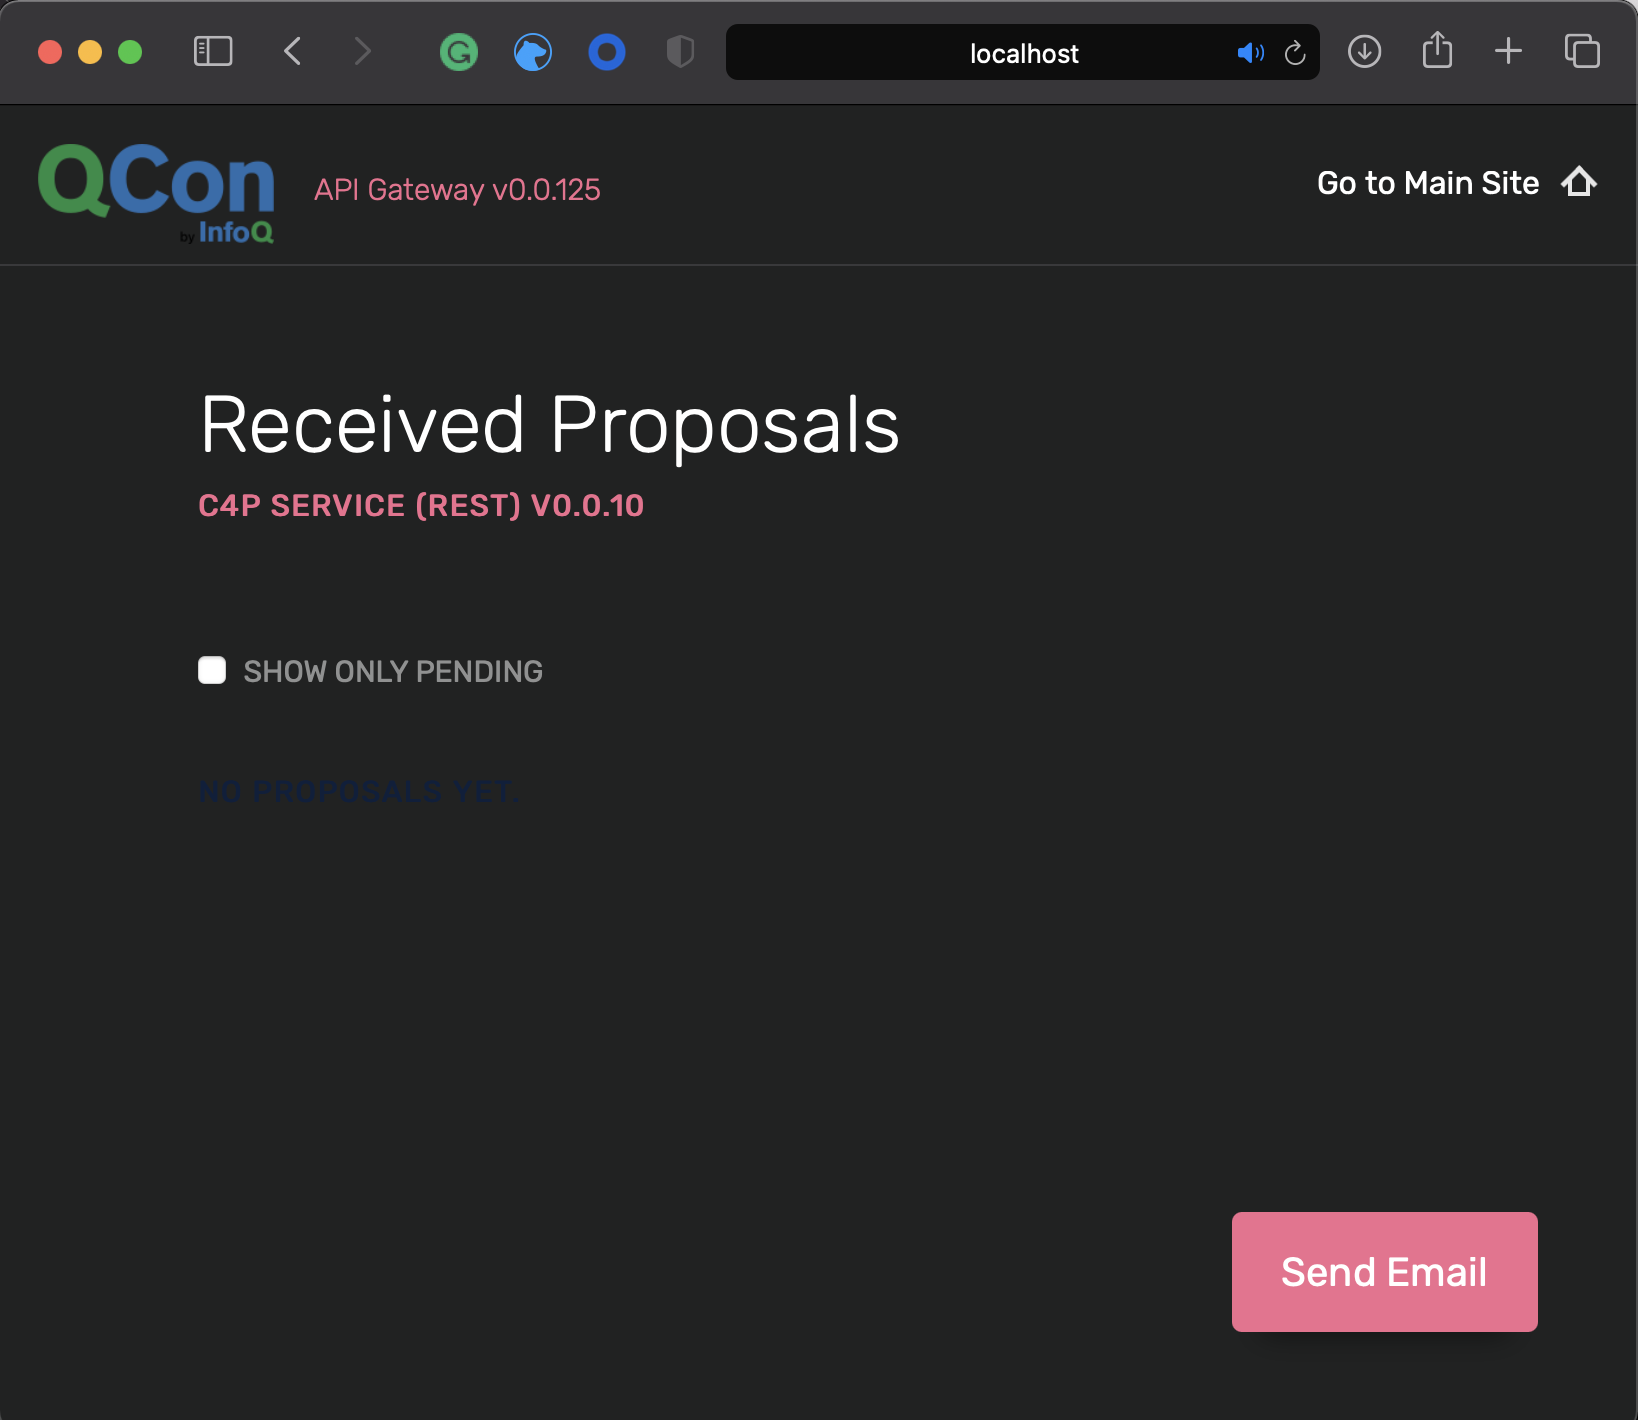 localhost
QCon
by InfoQ
API Gateway v0.0.125
Go to Main Site
Received Proposals
C4P SERVICE (REST) V0.0.10
SHOW ONLY PENDING
NO PROPOSALS YET.
Send Email